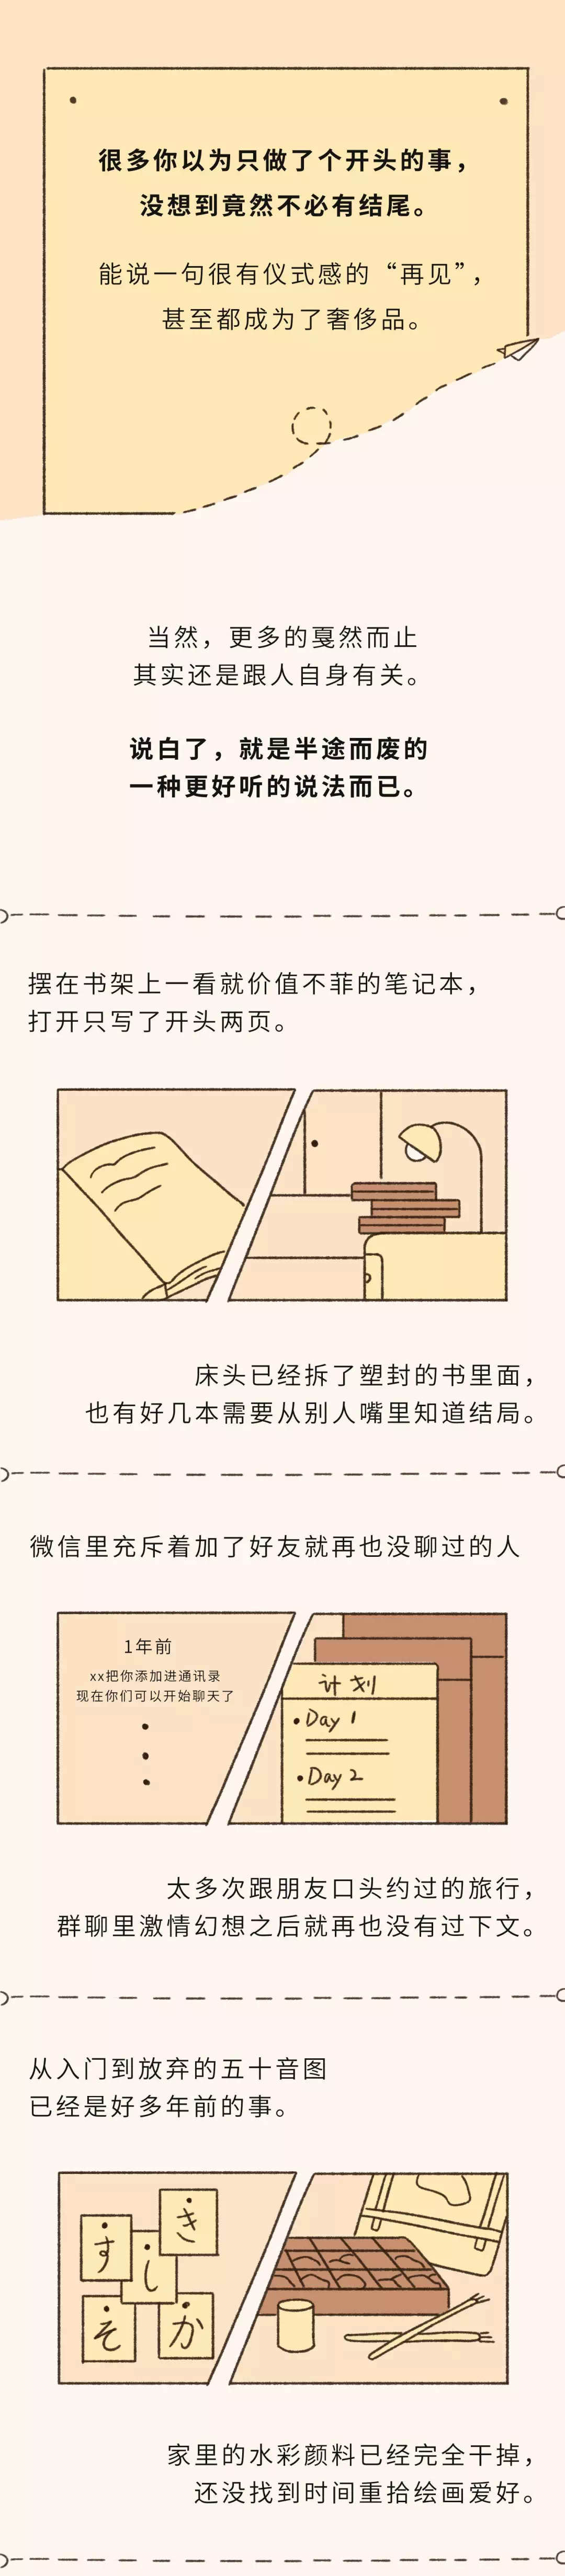 很多你以为只做了个开头的事，
没想到竟然不必有结尾。
能说一句很有仪式感的“再见”，
甚至都成为了奢侈品。
当然，更多的戛然而止
其实还是跟人自身有关。
说白了，就是半途而废的
一种更好听的说法而已。
摆在书架上一看就价值不菲的笔记本，
打开只写了开头两页。
床头已经拆了塑封的书里面，
也有好几本需要从别人嘴里知道结局。
微信里充斥着加了好友就再也没聊过的人
1年前
xx把你添加进通讯录
现在你们可以开始聊天了
计划
•Day 1
•Day 2
太多次跟朋友口头约过的旅行，
群聊里激情幻想之后就再也没有过下文。
从入门到放弃的五十音图
已经是好多年前的事。
き
す
し
そ
か
家里的水彩颜料已经完全干掉，
还没找到时间重拾绘画爱好。